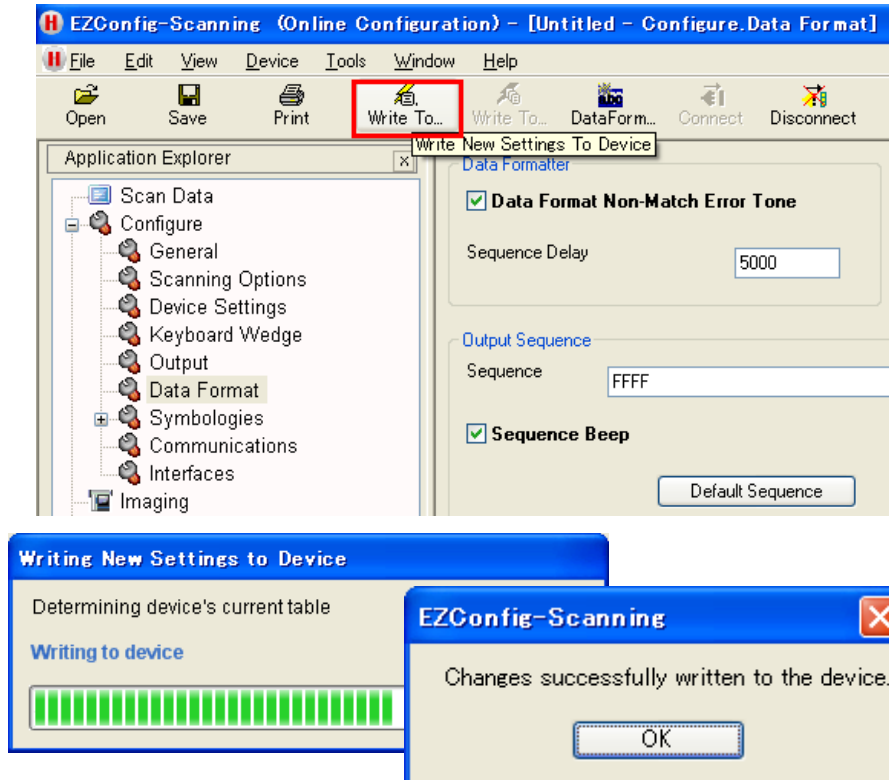 EZConfig-Scanning (Online Configuration) - [Untitled - Configure.Data Format]
File Edit View Device Tools Window Help
Open Save Print Write To... Write To... DataForm... Connect Disconnect
Write New Settings To Device
Application Explorer
Scan Data
Configure
General
Scanning Options
Device Settings
Keyboard Wedge
Output
Data Format
Symbologies
Communications
Interfaces
Imaging
Data Formatter
Data Format Non-Match Error Tone
Sequence Delay 5000
Output Sequence
Sequence FFFF
Sequence Beep
Default Sequence
Writing New Settings to Device
Determining device's current table
Writing to device
EZConfig-Scanning
Changes successfully written to the device.
OK